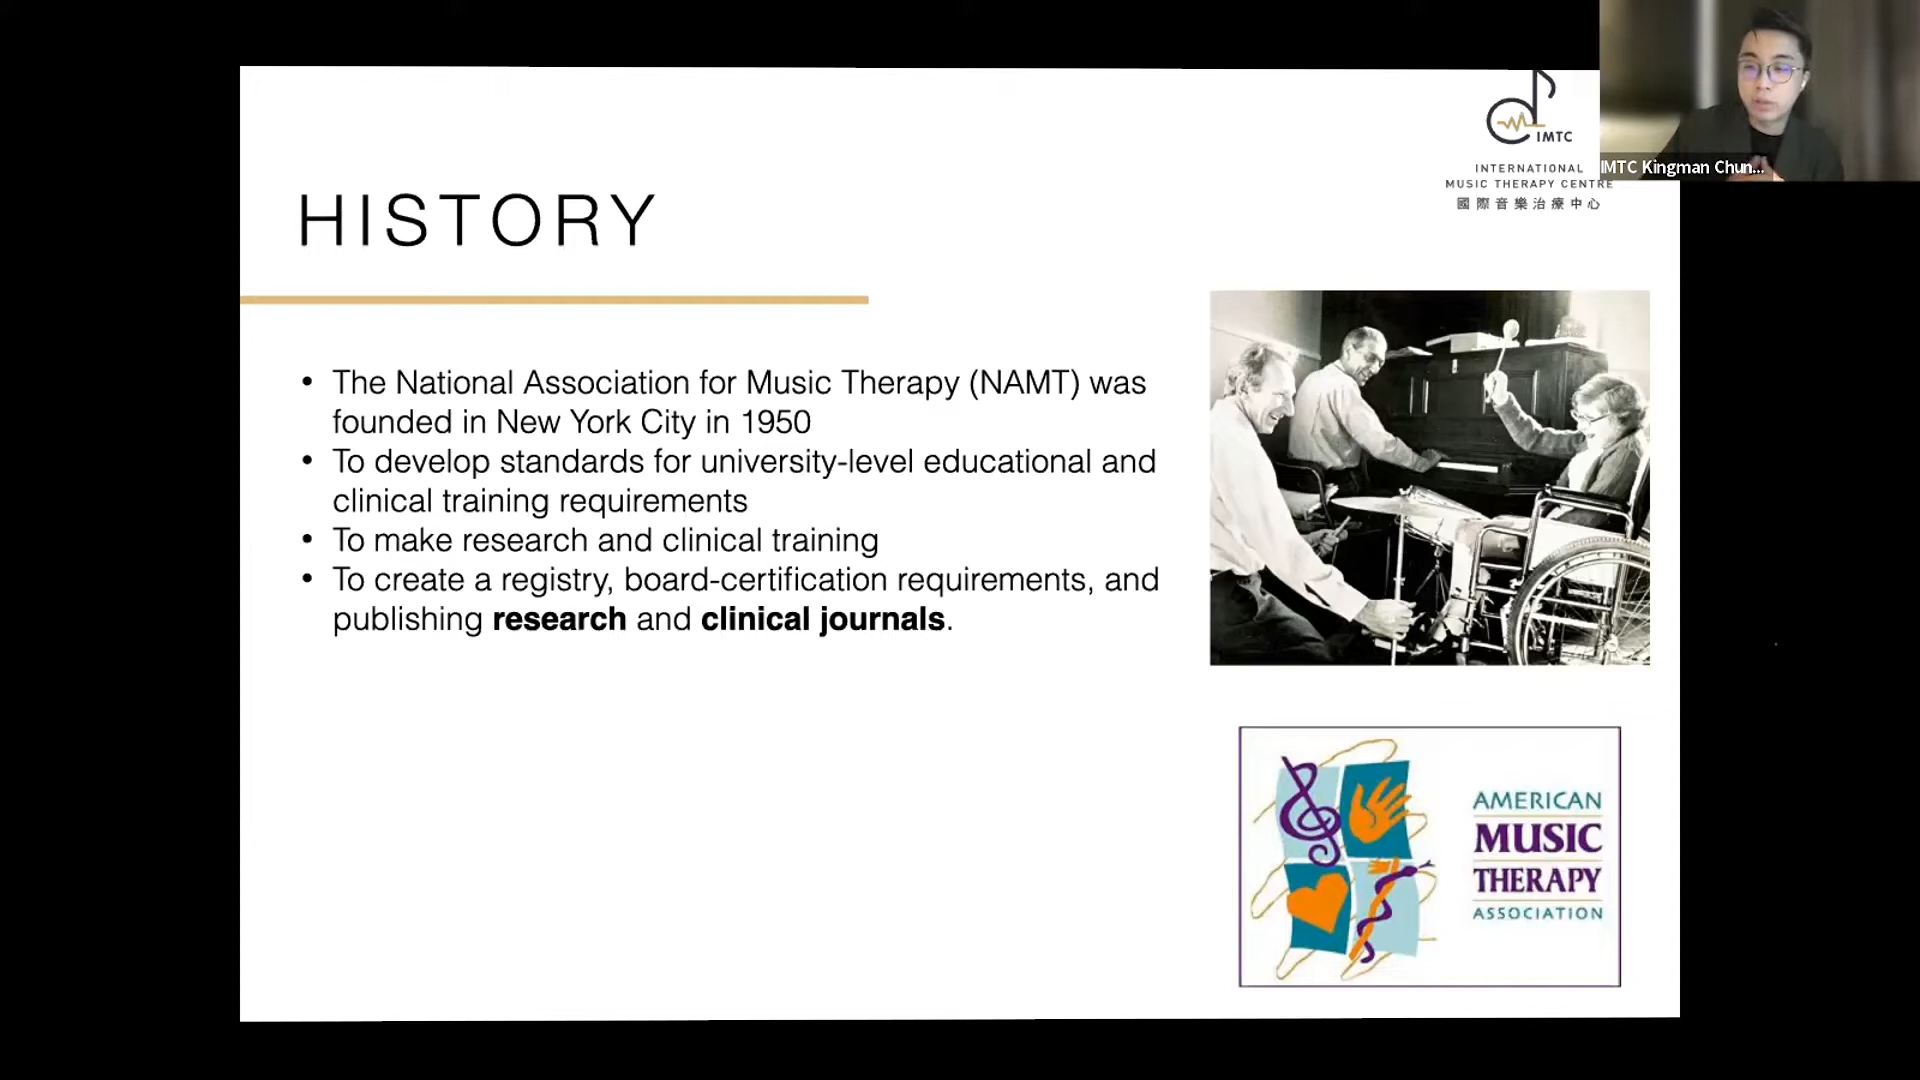 IMTC
INTERNATIONAL
MUSIC THERAPY CENTRE
國際音樂治療中心
IMTC Kingman Chun...
HISTORY
• The National Association for Music Therapy (NAMT) was
founded in New York City in 1950
• To develop standards for university-level educational and
clinical training requirements
• To make research and clinical training
• To create a registry, board-certification requirements, and
publishing research and clinical journals.
AMERICAN
MUSIC
THERAPY
ASSOCIATION